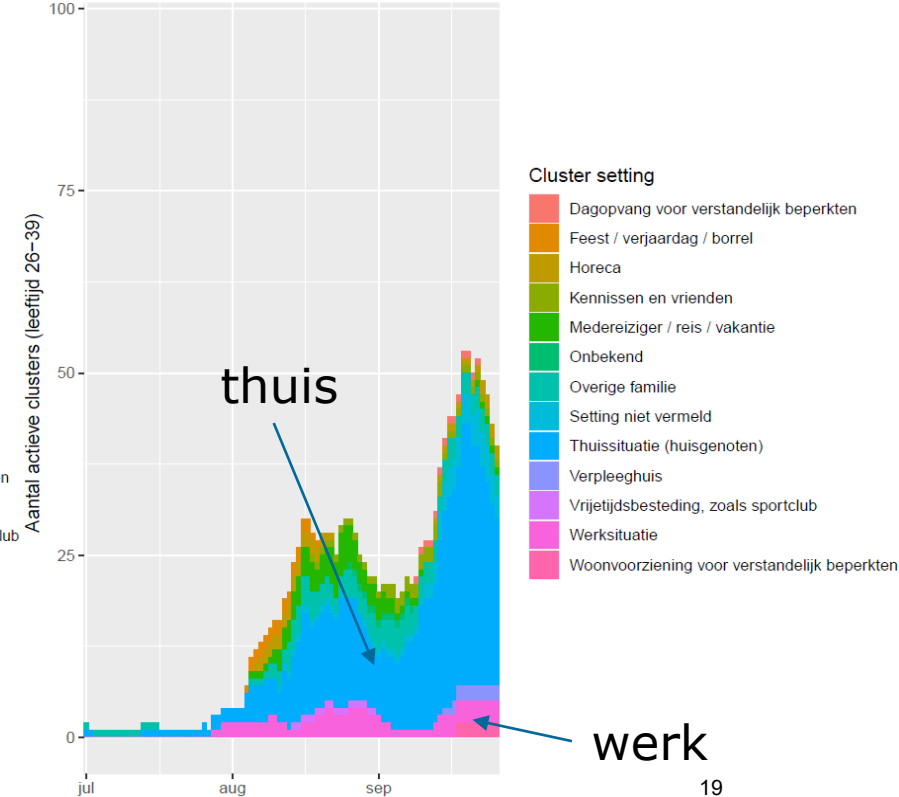 100
75
50
25
0
Aantal actieve clusters (leeftijd 26–39)
en
lub
thuis
werk
jul
aug
sep
Cluster setting
Dagopvang voor verstandelijk beperkten
Feest / verjaardag / borrel
Horeca
Kennissen en vrienden
Medereiziger / reis / vakantie
Onbekend
Overige familie
Setting niet vermeld
Thuissituatie (huisgenoten)
Verpleeghuis
Vrijetijdsbesteding, zoals sportclub
Werksituatie
Woonvoorziening voor verstandelijk beperkten
19